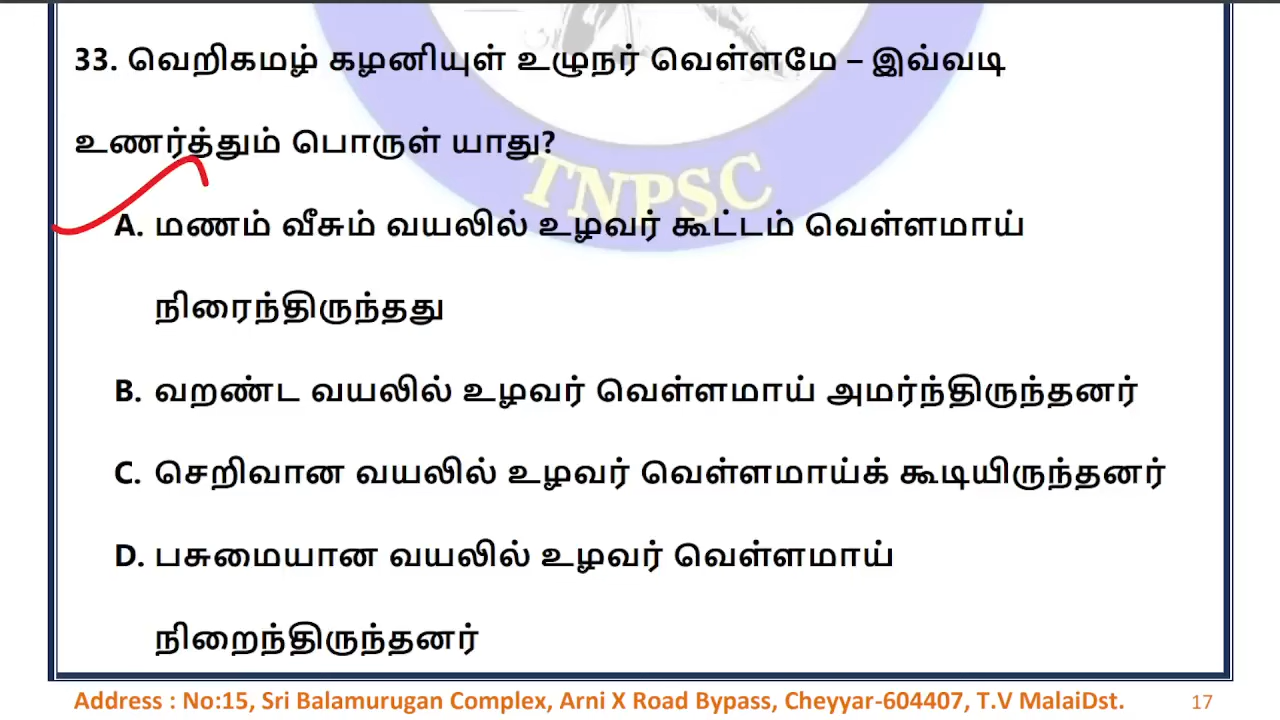 33. வெறிகமழ் கழனியுள் உழுநர் வெள்ளமே – இவ்வடி
உணர்த்தும் பொருள் யாது?
TNPSC
A. மணம் வீசும் வயலில் உழவர் கூட்டம் வெள்ளமாய்
நிரைந்திருந்தது
B. வறண்ட வயலில் உழவர் வெள்ளமாய் அமர்ந்திருந்தனர்
C. செறிவான வயலில் உழவர் வெள்ளமாய்க் கூடியிருந்தனர்
D. பசுமையான வயலில் உழவர் வெள்ளமாய்
நிறைந்திருந்தனர்
Address : No:15, Sri Balamurugan Complex, Arni X Road Bypass, Cheyyar-604407, T.V MalaiDst. 17